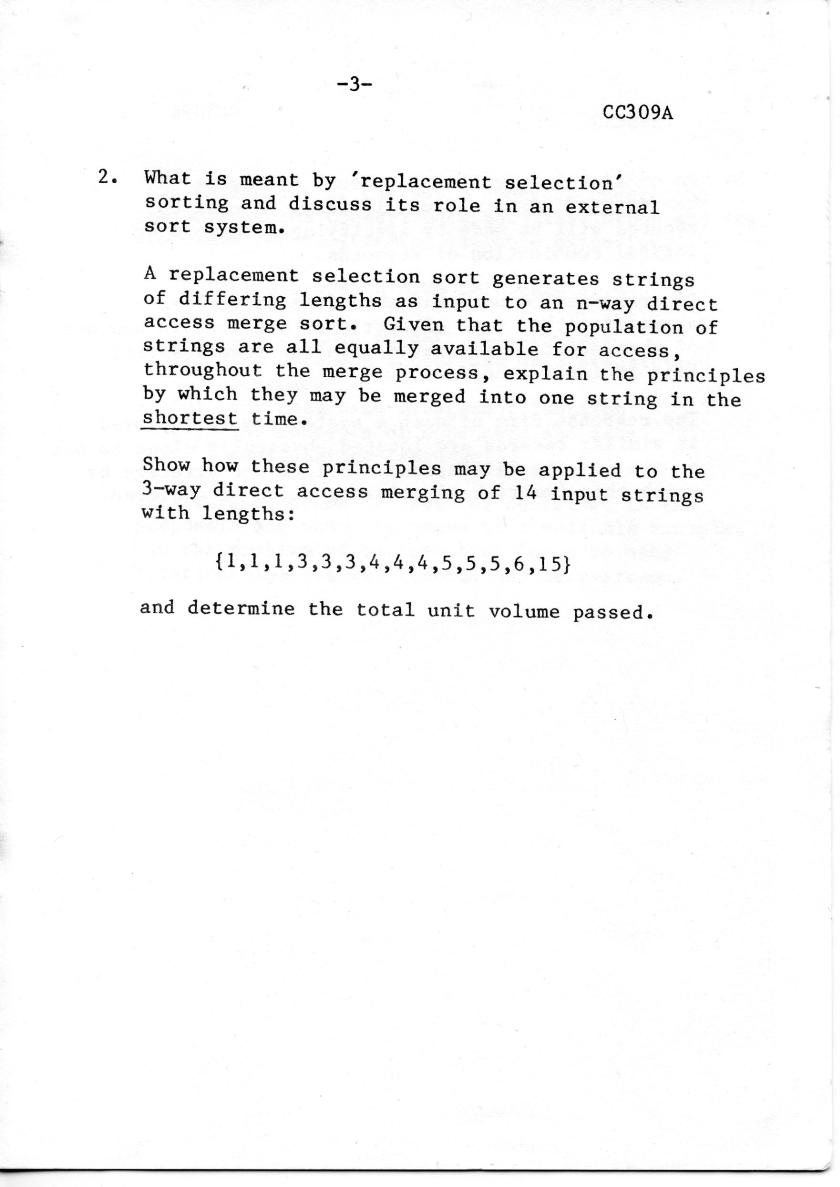 -3-
CC309A
2. What is meant by 'replacement selection'
sorting and discuss its role in an external
sort system.
A replacement selection sort generates strings
of differing lengths as input to an n-way direct
access merge sort. Given that the population of
strings are all equally available for access,
throughout the merge process, explain the principles
by which they may be merged into one string in the
shortest time.
Show how these principles may be applied to the
3-way direct access merging of 14 input strings
with lengths:
{1,1,1,3,3,3,4,4,4,5,5,5,6,15}
and determine the total unit volume passed.